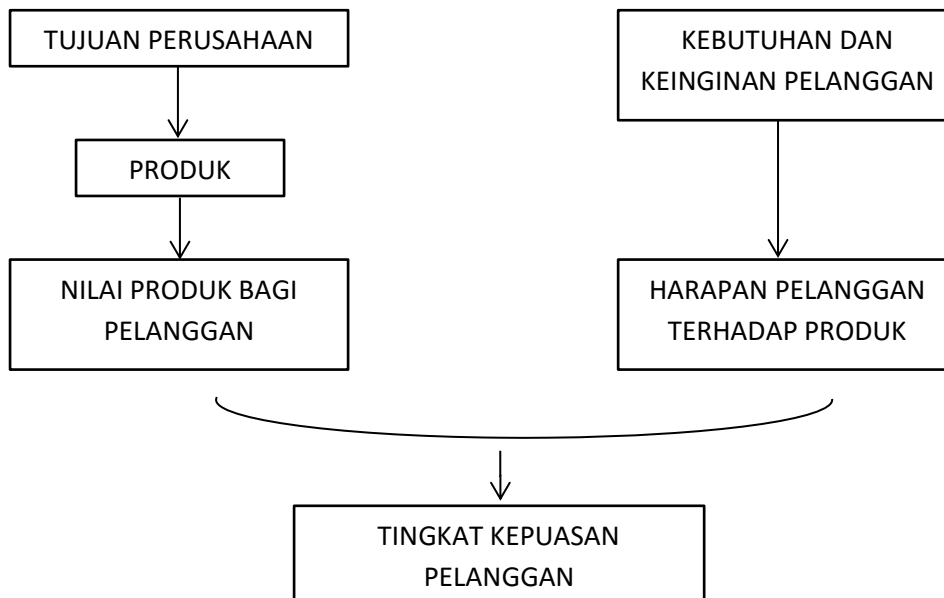 TUJUAN PERUSAHAAN
PRODUK
NILAI PRODUK BAGI
PELANGGAN
KEBUTUHAN DAN
KEINGINAN PELANGGAN
HARAPAN PELANGGAN
TERHADAP PRODUK
TINGKAT KEPUASAN
PELANGGAN